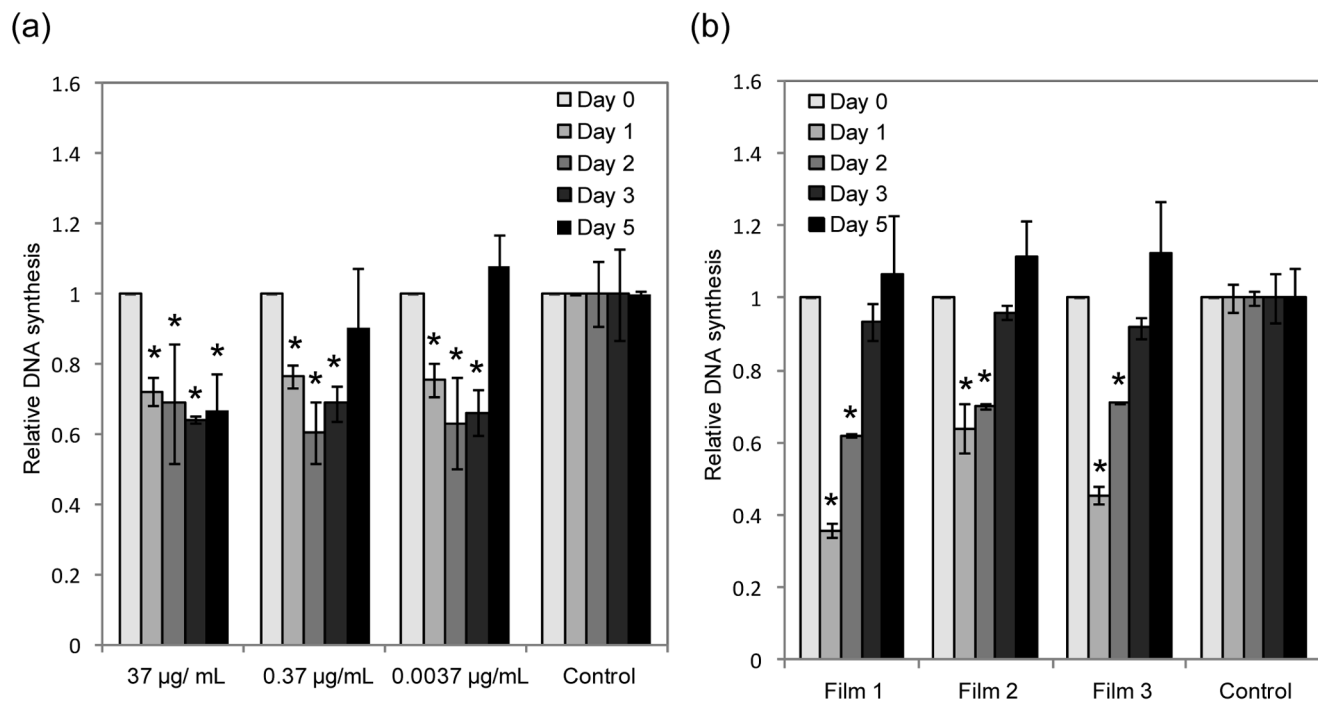 (a)
Relative DNA synthesis
1.6
1.4
1.2
1
0.8
0.6
0.4
0.2
0
Day 0
Day 1
Day 2
Day 3
Day 5
* * * *
* * *
* * *
37 µg/ mL 0.37 µg/mL 0.0037 µg/mL Control
(b)
Relative DNA synthesis
1.6
1.4
1.2
1
0.8
0.6
0.4
0.2
0
Day 0
Day 1
Day 2
Day 3
Day 5
* *
* *
* *
Film 1 Film 2 Film 3 Control